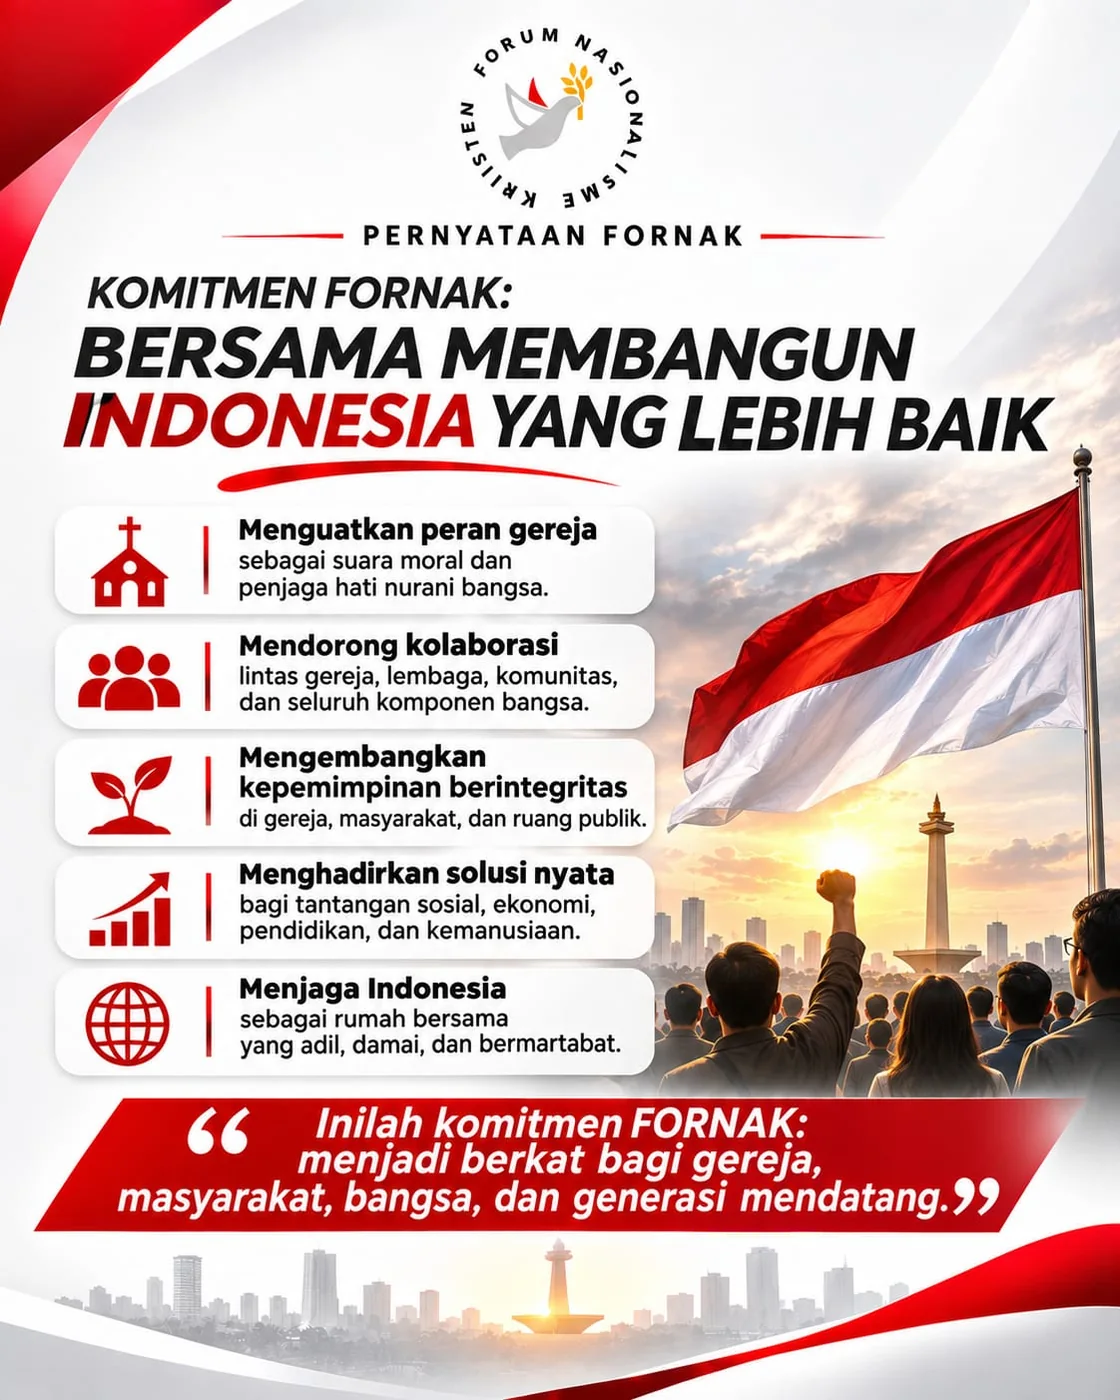 FORUM NASIONALISME KRIISTEN
PERNYATAAN FORNAK
KOMITMEN FORNAK:
BERSAMA MEMBANGUN
INDONESIA YANG LEBIH BAIK
Menguatkan peran gereja
sebagai suara moral dan
penjaga hati nurani bangsa.
Mendorong kolaborasi
lintas gereja, lembaga, komunitas,
dan seluruh komponen bangsa.
Mengembangkan
kepemimpinan berintegritas
di gereja, masyarakat, dan ruang publik.
Menghadirkan solusi nyata
bagi tantangan sosial, ekonomi,
pendidikan, dan kemanusiaan.
Menjaga Indonesia
sebagai rumah bersama
yang adil, damai, dan bermartabat.
“Inilah komitmen FORNAK:
menjadi berkat bagi gereja,
masyarakat, bangsa, dan generasi mendatang.”